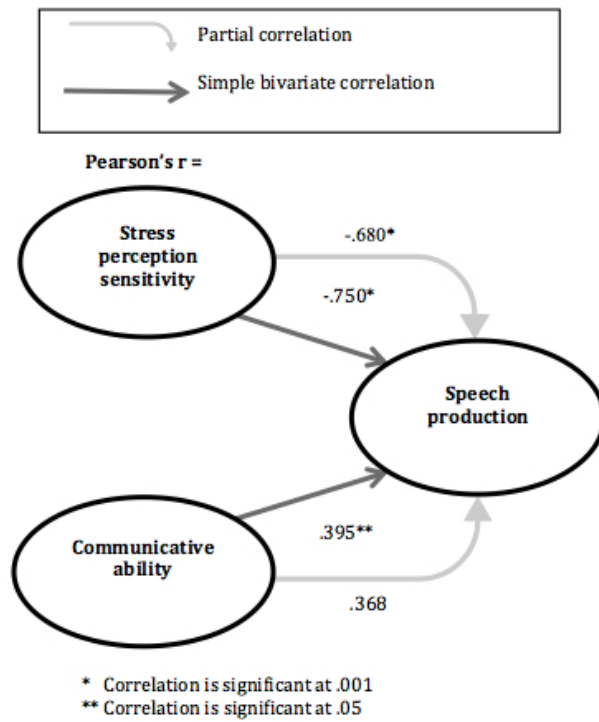 Partial correlation
Simple bivariate correlation
Pearson's r =
Stress
perception
sensitivity
-.680*
-.750*
Speech
production
Communicative
ability
.395**
.368
* Correlation is significant at .001
** Correlation is significant at .05